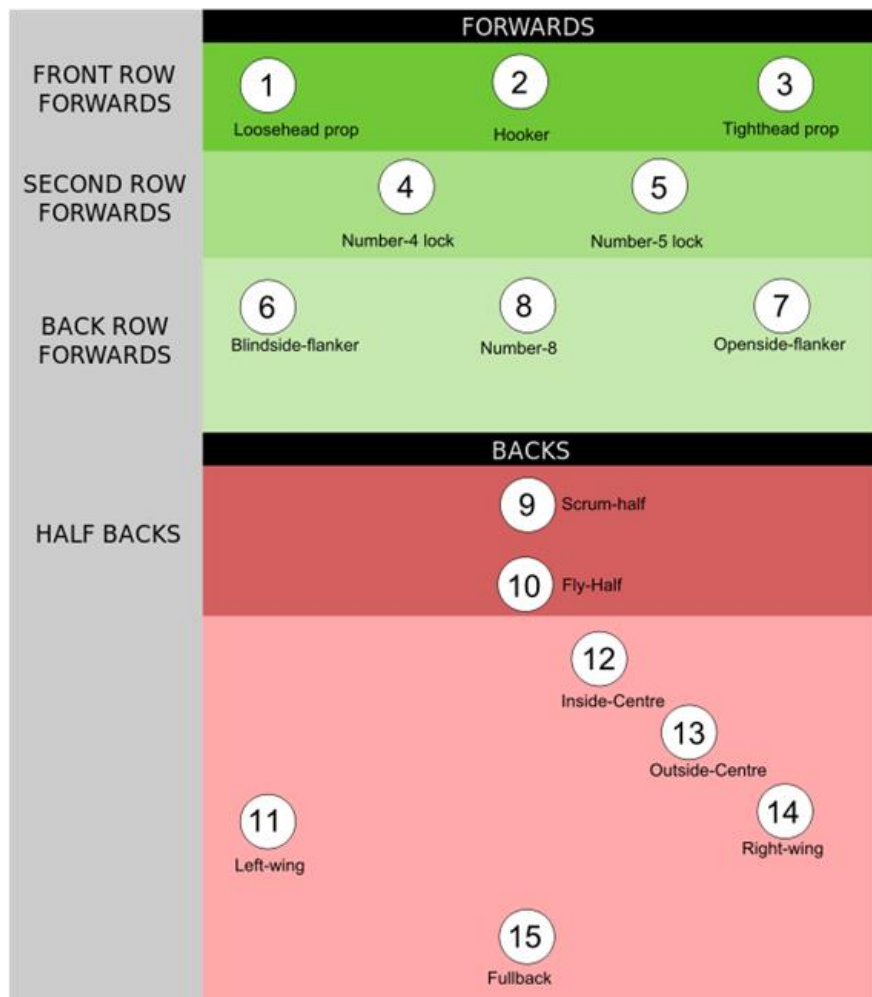 FORWARDS
FRONT ROW
FORWARDS
1
2
3
Loosehead prop
Hooker
Tighthead prop
SECOND ROW
FORWARDS
4
5
Number-4 lock
Number-5 lock
BACK ROW
FORWARDS
6
8
7
Blindside-flanker
Number-8
Openside-flanker
BACKS
HALF BACKS
9
Scrum-half
10
Fly-Half
12
Inside-Centre
13
Outside-Centre
11
14
Left-wing
Right-wing
15
Fullback